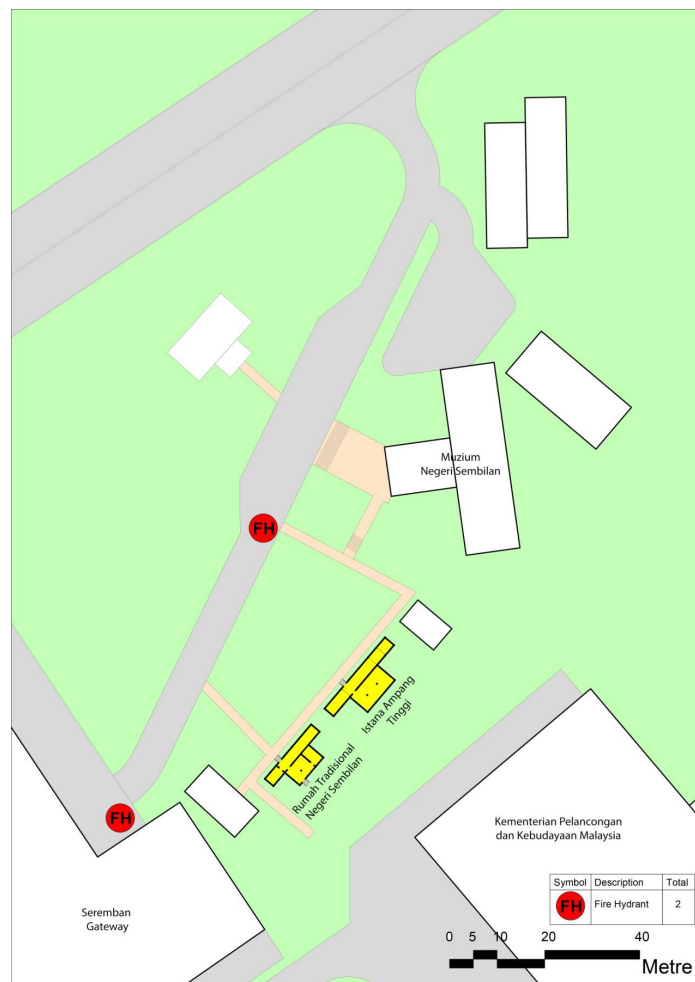 Muzium
Negeri Sembilan
FH
Istana Ampang
Tinggi
Rumah Tradisional
Negeri Sembilan
FH
Kementerian Pelancongan
dan Kebudayaan Malaysia
Seremban
Gateway
Symbol Description Total
FH Fire Hydrant 2
0 5 10 20 40
Metre